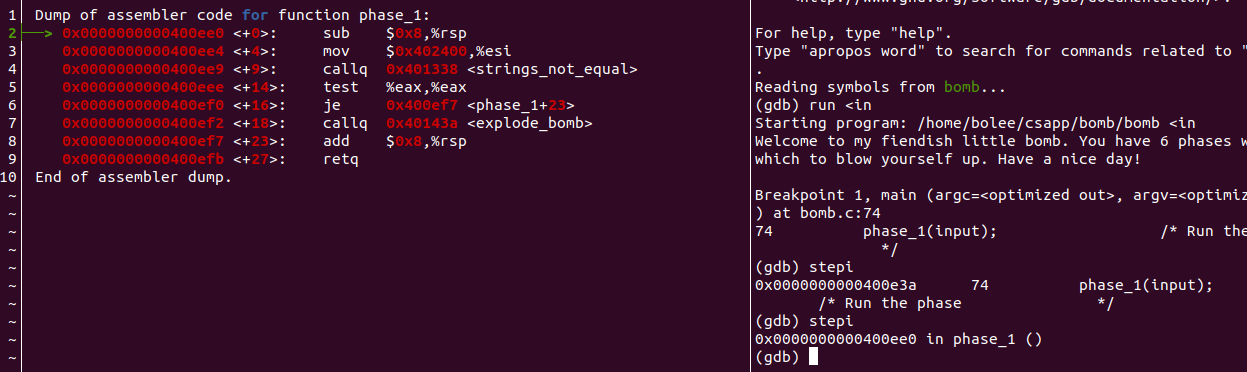 1 Dump of assembler code for function phase_1:
2 —> 0x0000000000400ee0 <+0>: sub $0x8,%rsp
3 0x0000000000400ee4 <+4>: mov $0x402400,%esi
4 0x0000000000400ee9 <+9>: callq 0x401338 <strings_not_equal>
5 0x0000000000400eee <+14>: test %eax,%eax
6 0x0000000000400ef0 <+16>: je 0x400ef7 <phase_1+23>
7 0x0000000000400ef2 <+18>: callq 0x40143a <explode_bomb>
8 0x0000000000400ef7 <+23>: add $0x8,%rsp
9 0x0000000000400efb <+27>: retq
10 End of assembler dump.
~
~
~
~
~
~
~
~
~
~
For help, type "help".
Type "apropos word" to search for commands related to "
.
Reading symbols from bomb...
(gdb) run <in
Starting program: /home/bolee/csapp/bomb/bomb <in
Welcome to my fiendish little bomb. You have 6 phases w
which to blow yourself up. Have a nice day!
Breakpoint 1, main (argc=<optimized out>, argv=<optimiz
) at bomb.c:74
74 phase_1(input); /* Run the
*/
(gdb) stepi
0x0000000000400e3a 74 phase_1(input);
/* Run the phase */
(gdb) stepi
0x0000000000400ee0 in phase_1 ()
(gdb)